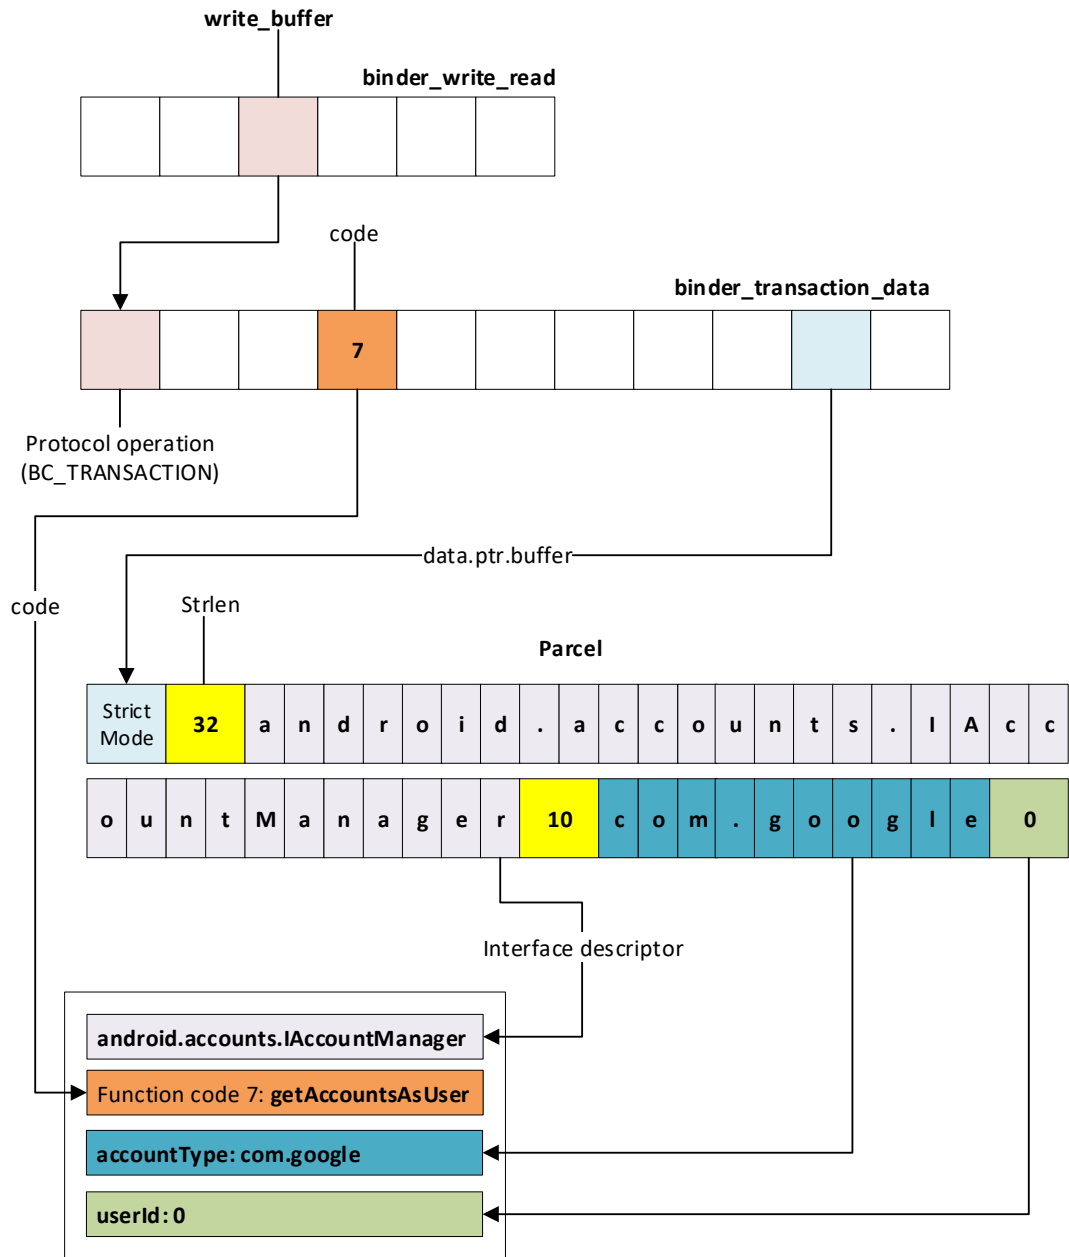 write_buffer
binder_write_read
code
binder_transaction_data
7
Protocol operation
(BC_TRANSACTION)
data.ptr.buffer
code
Strlen
Parcel
Strict
Mode
32 a n d r o i d . a c c o u n t s . I A c c
o u n t M a n a g e r 10 c o m . g o o g l e 0
Interface descriptor
android.accounts.IAccountManager
Function code 7: getAccountsAsUser
accountType: com.google
userId: 0